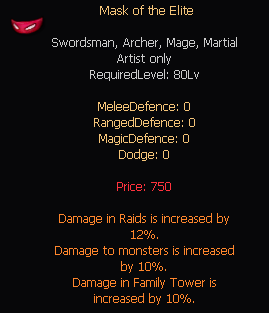 Mask of the Elite
Swordsman, Archer, Mage, Martial
Artist only
RequiredLevel: 80Lv
MeleeDefence: 0
RangedDefence: 0
MagicDefence: 0
Dodge: 0
Price: 750
Damage in Raids is increased by
12%.
Damage to monsters is increased
by 10%.
Damage in Family Tower is
increased by 10%.